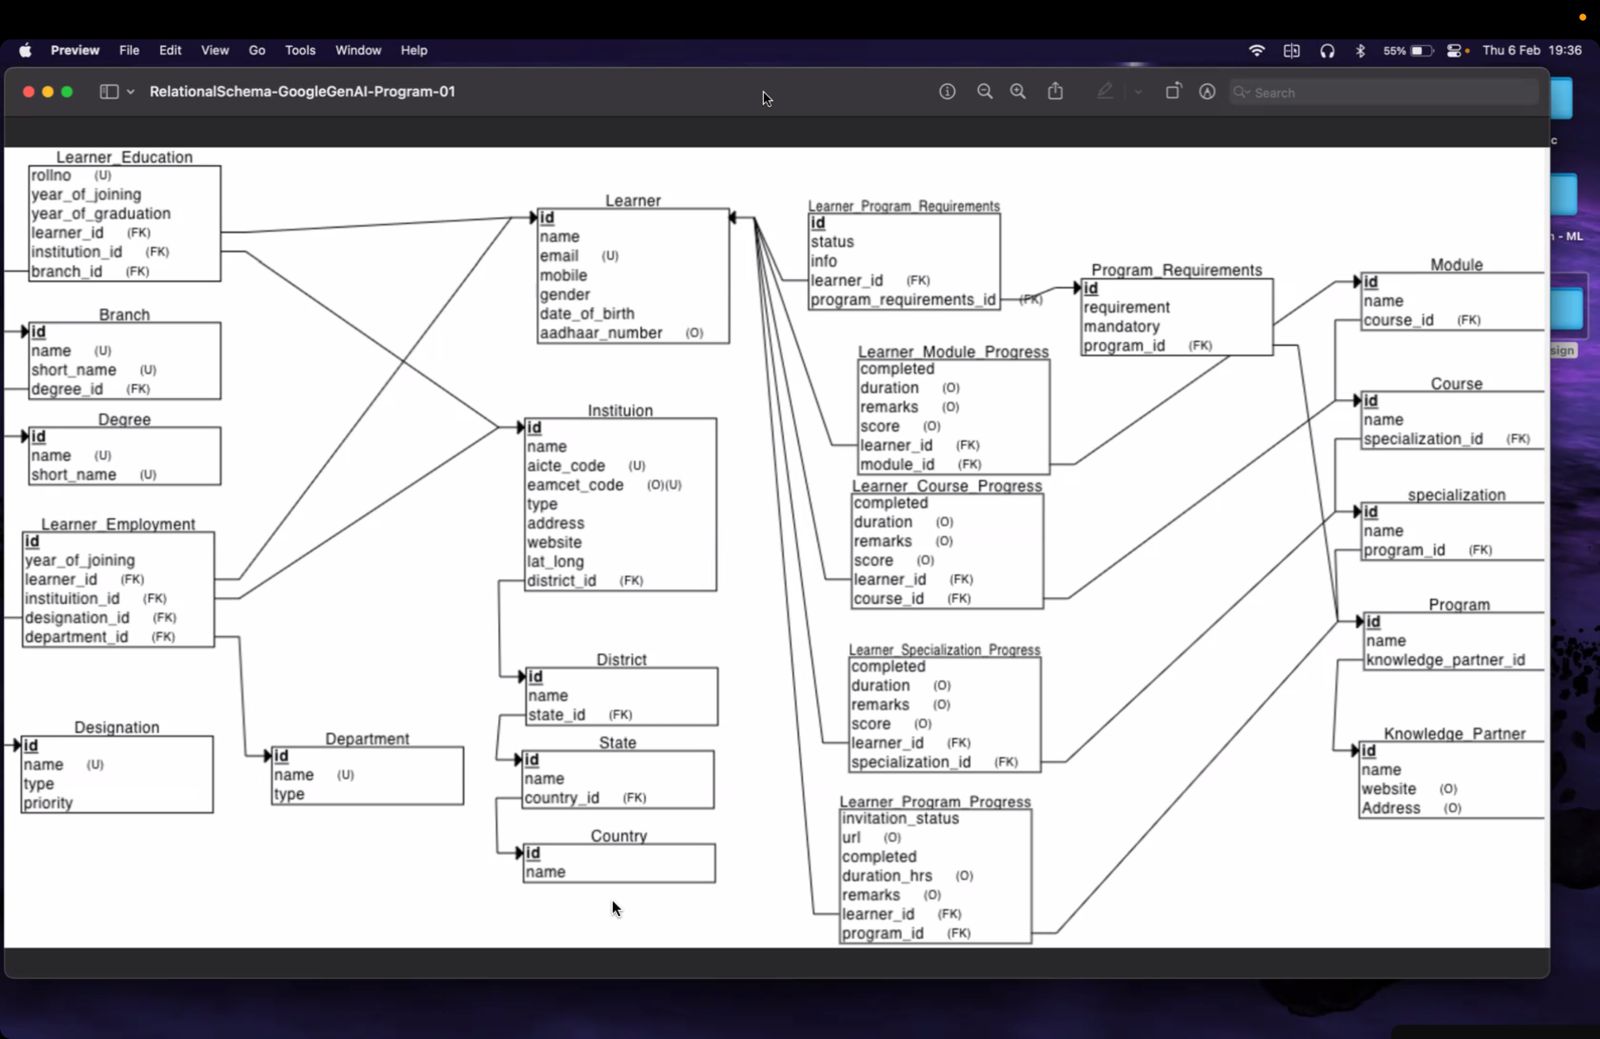 Preview File Edit View Go Tools Window Help
55% Thu 6 Feb 19:36
RelationalSchema-GoogleGenAI-Program-01
Search
Learner_Education
rollno (U)
year_of_joining
year_of_graduation
learner_id (FK)
institution_id (FK)
branch_id (FK)
Branch
id
name (U)
short_name (U)
degree_id (FK)
Degree
id
name (U)
short_name (U)
Learner_Employment
id
year_of_joining
learner_id (FK)
instituition_id (FK)
designation_id (FK)
department_id (FK)
Designation
id
name (U)
type
priority
Department
id
name (U)
type
Learner
id
name
email (U)
mobile
gender
date_of_birth
aadhaar_number (O)
Instituion
id
name
aicte_code (U)
eamcet_code (O)(U)
type
address
website
lat_long
district_id (FK)
District
id
name
state_id (FK)
State
id
name
country_id (FK)
Country
id
name
Learner_Program_Requirements
id
status
info
learner_id (FK)
program_requirements_id (FK)
Learner_Module_Progress
completed
duration (O)
remarks (O)
score (O)
learner_id (FK)
module_id (FK)
Learner_Course_Progress
completed
duration (O)
remarks (O)
score (O)
learner_id (FK)
course_id (FK)
Learner_Specialization_Progress
completed
duration (O)
remarks (O)
score (O)
learner_id (FK)
specialization_id (FK)
Learner_Program_Progress
invitation_status
url (O)
completed
duration_hrs (O)
remarks (O)
learner_id (FK)
program_id (FK)
Program_Requirements
id
requirement
mandatory
program_id (FK)
Module
id
name
course_id (FK)
Course
id
name
specialization_id (FK)
specialization
id
name
program_id (FK)
Program
id
name
knowledge_partner_id
Knowledge_Partner
id
name
website (O)
Address (O)
c
- ML
sign